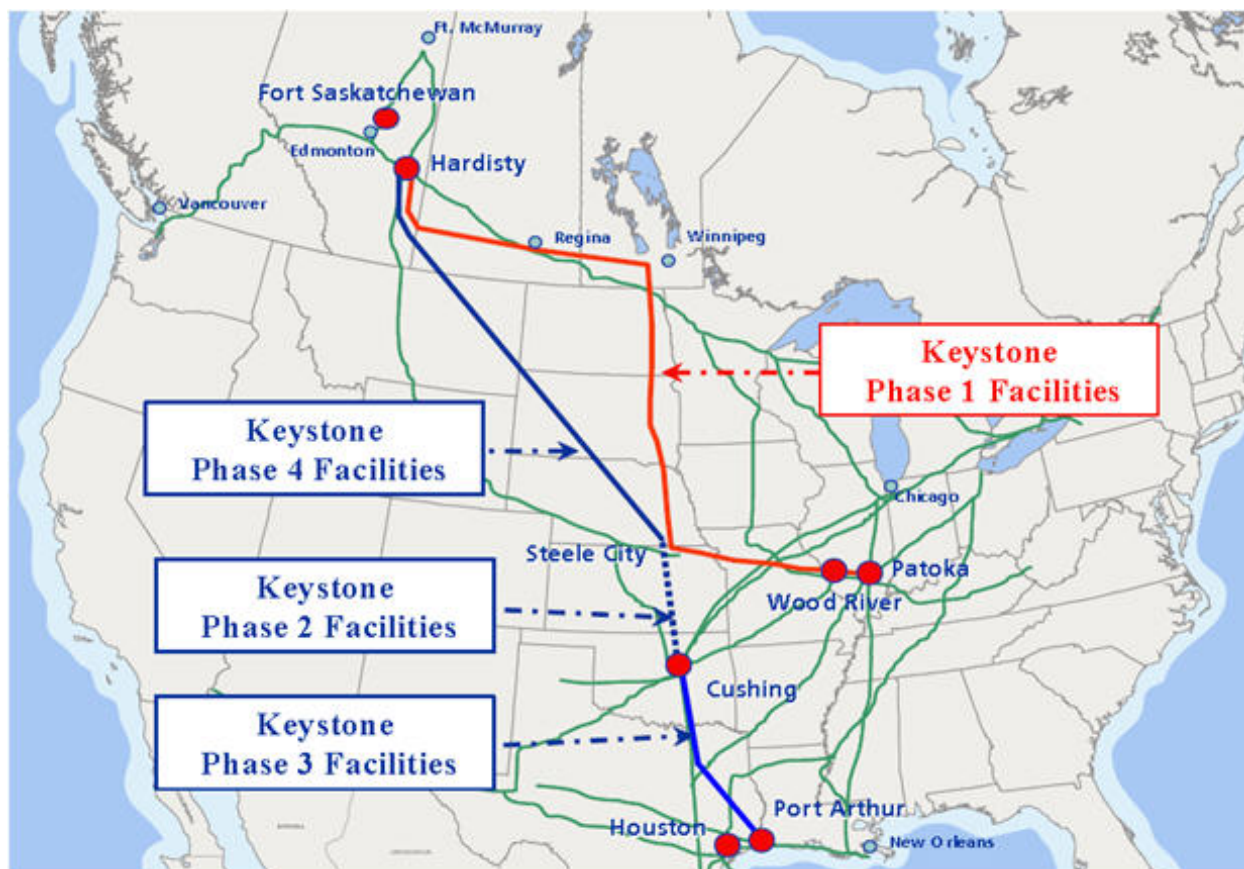 Ft. McMurray
Fort Saskatchewan
Edmonton
Hardisty
Vancouver
Regina
Winnipeg
Keystone
Phase 1 Facilities
Keystone
Phase 4 Facilities
Chicago
Steele City
Patoka
Wood River
Keystone
Phase 2 Facilities
Cushing
Keystone
Phase 3 Facilities
Port Arthur
Houston
New Orleans